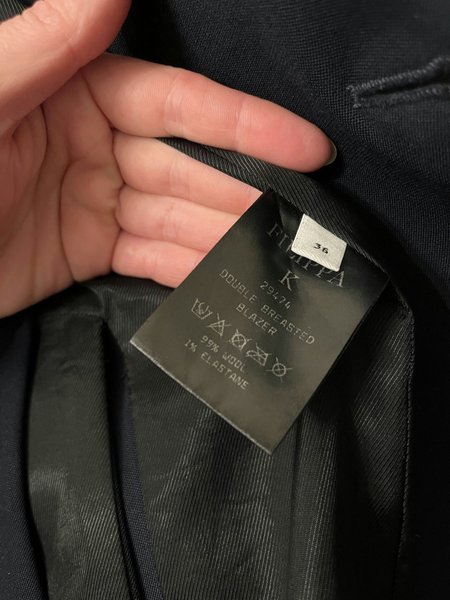 36
FILIPPA
K
29474
DOUBLE BREASTED
BLAZER
99% WOOL
1% ELASTANE